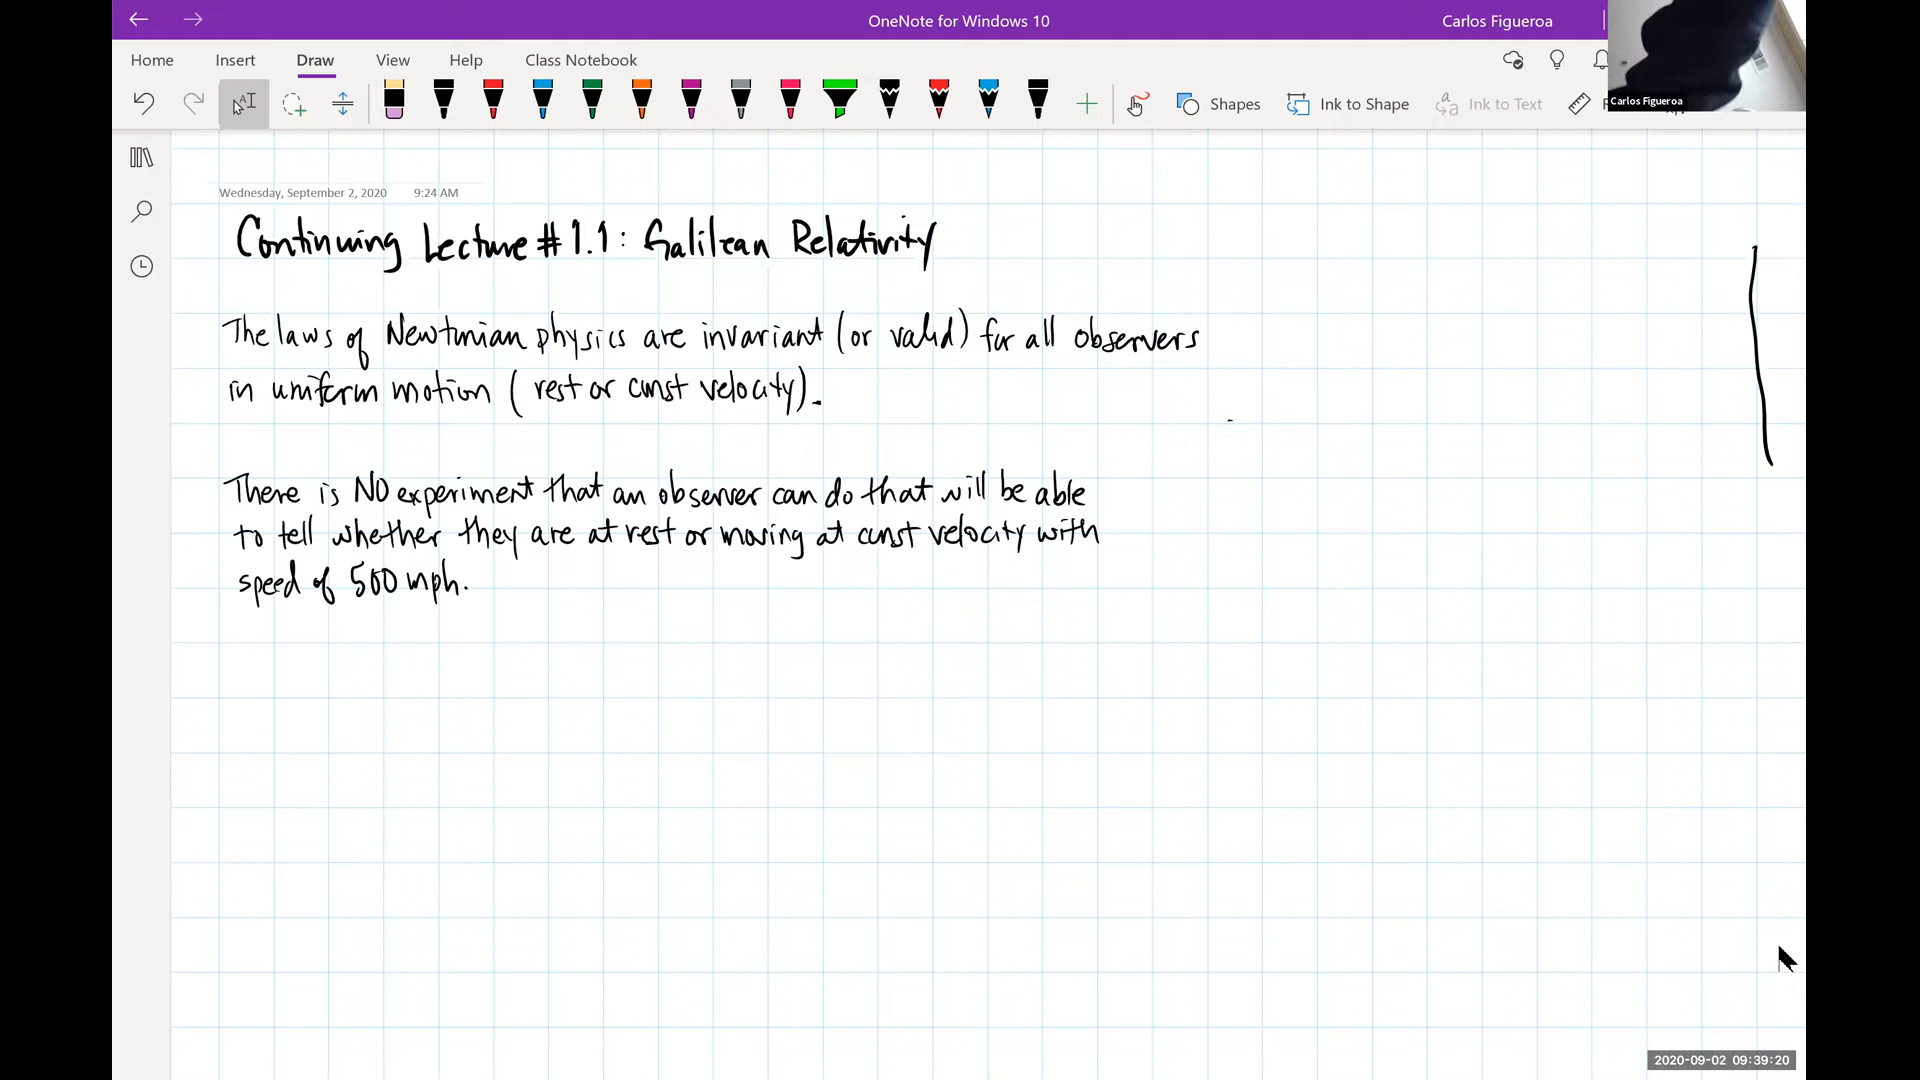 OneNote for Windows 10
Carlos Figueroa
Home Insert Draw View Help Class Notebook
Shapes Ink to Shape Ink to Text
Carlos Figueroa
Wednesday, September 2, 2020 9:24 AM
Continuing Lecture # 1.1: Galilean Relativity
The laws of Newtonian physics are invariant (or valid) for all observers
in uniform motion (rest or const velocity).
There is NO experiment that an observer can do that will be able
to tell whether they are at rest or moving at const velocity with
speed of 500 mph.
2020-09-02 09:39:20